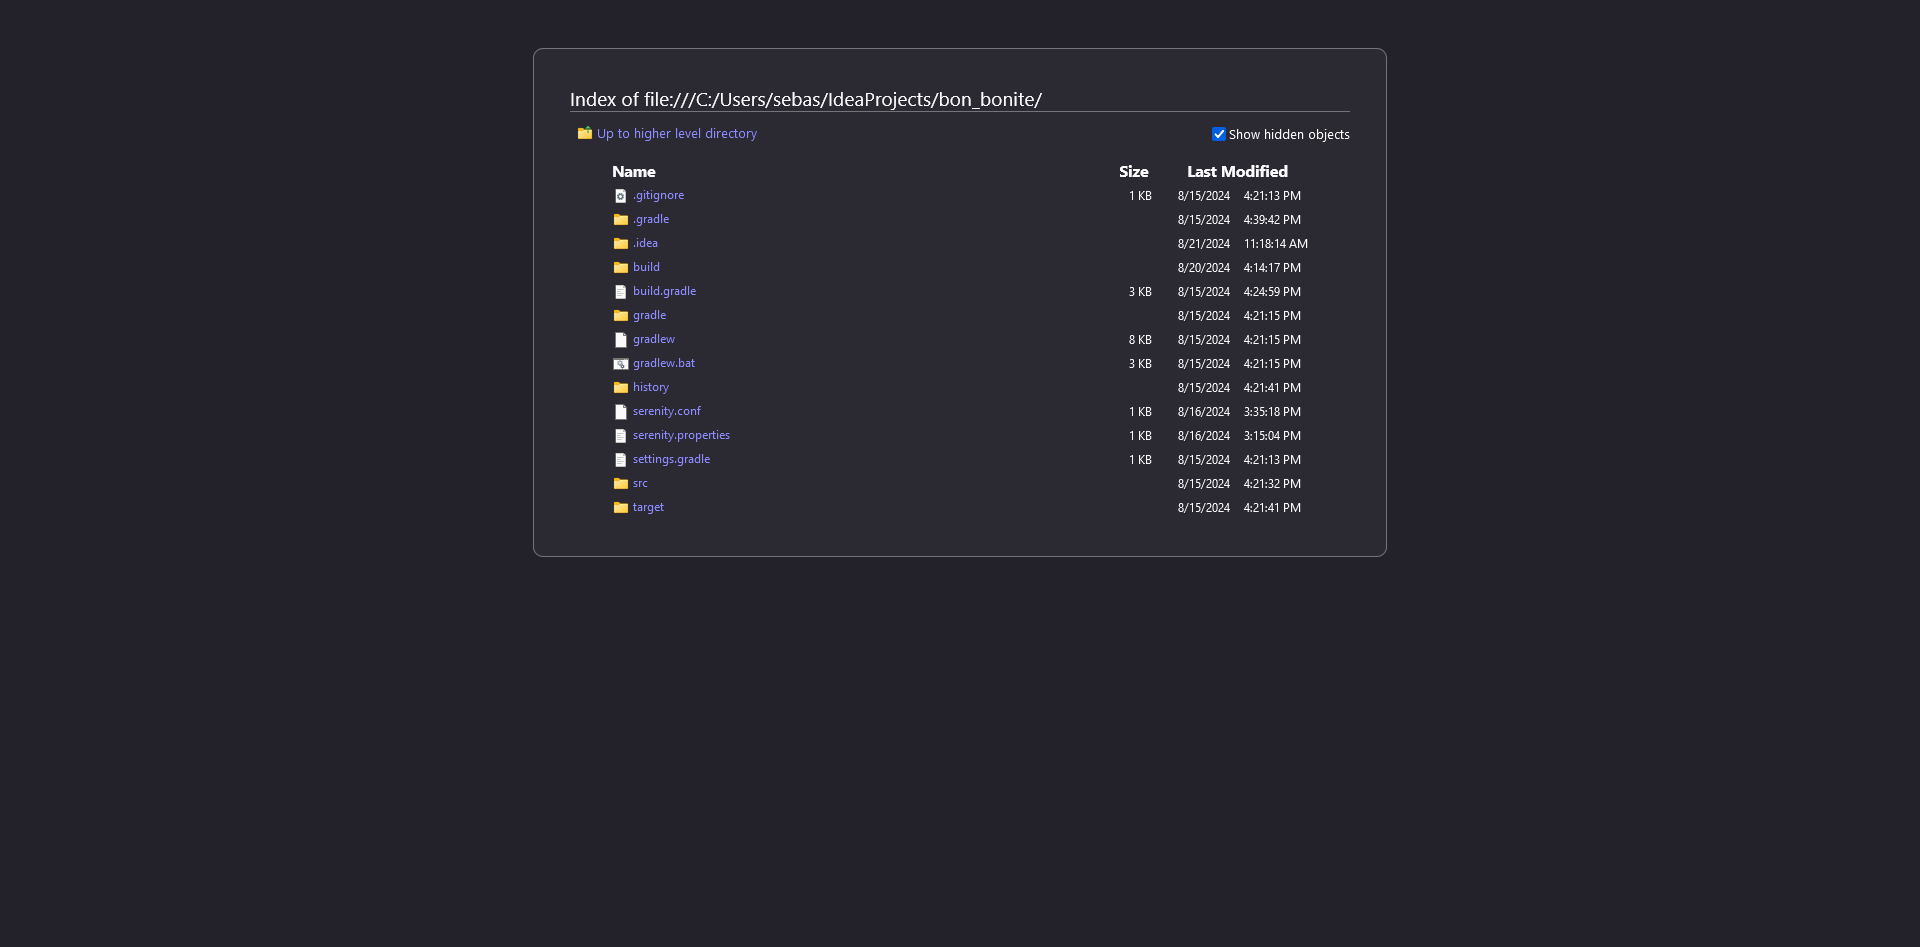 Index of file:///C:/Users/sebas/IdeaProjects/bon_bonite/
Up to higher level directory Show hidden objects
Name Size Last Modified
.gitignore 1 KB 8/15/2024 4:21:13 PM
.gradle 8/15/2024 4:39:42 PM
.idea 8/21/2024 11:18:14 AM
build 8/20/2024 4:14:17 PM
build.gradle 3 KB 8/15/2024 4:24:59 PM
gradle 8/15/2024 4:21:15 PM
gradlew 8 KB 8/15/2024 4:21:15 PM
gradlew.bat 3 KB 8/15/2024 4:21:15 PM
history 8/15/2024 4:21:41 PM
serenity.conf 1 KB 8/16/2024 3:35:18 PM
serenity.properties 1 KB 8/16/2024 3:15:04 PM
settings.gradle 1 KB 8/15/2024 4:21:13 PM
src 8/15/2024 4:21:32 PM
target 8/15/2024 4:21:41 PM